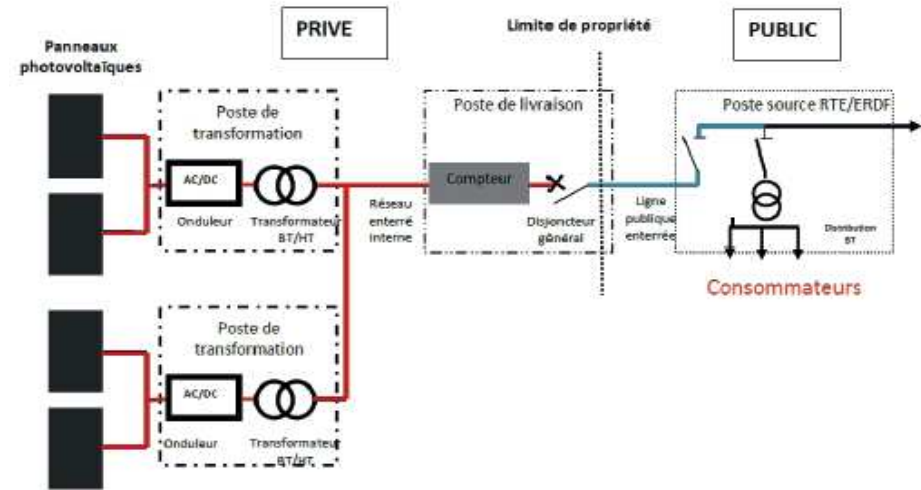 PRIVE
Limite de propriété
PUBLIC
Panneaux
photovoltaïques
Poste de
transformation
AC/DC
Onduleur
Transformateur
BT/HT
Réseau
enterré
interne
Poste de livraison
Compteur
Disjoncteur
général
Ligne
publique
enterrée
Poste source RTE/ERDF
Distribution
BT
Consommateurs
Poste de
transformation
AC/DC
Onduleur
Transformateur
BT/HT